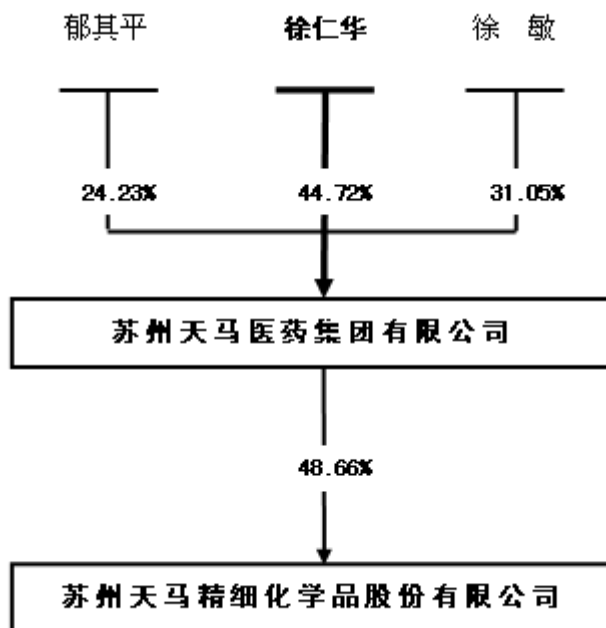 郁其平 徐仁华 徐 敏
24.23% 44.72% 31.05%
苏州天马医药集团有限公司
48.66%
苏州天马精细化学品股份有限公司